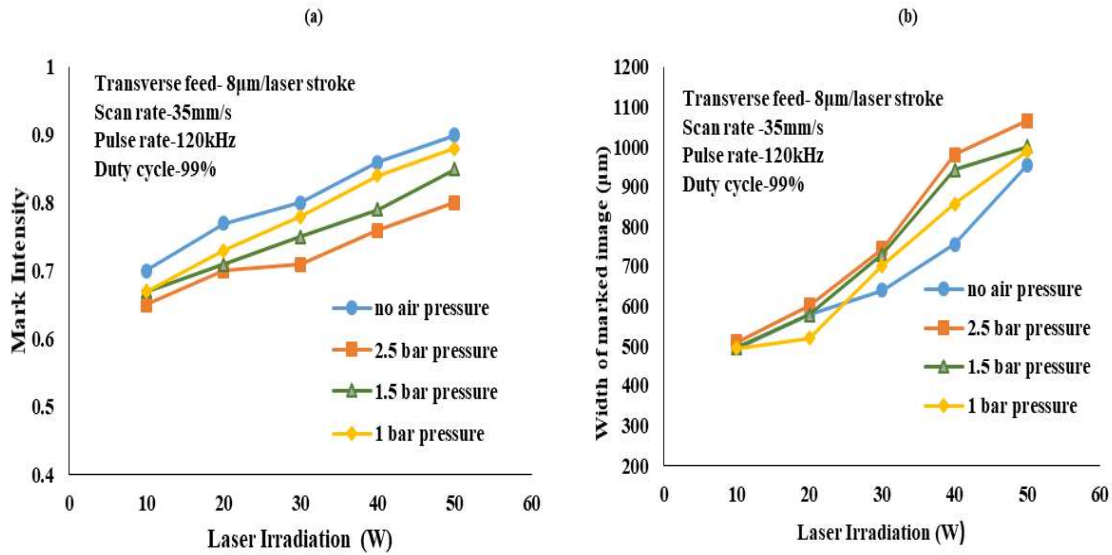 (a)
Mark Intensity
1
0.9
0.8
0.7
0.6
0.5
0.4
Transverse feed- 8µm/laser stroke
Scan rate-35mm/s
Pulse rate-120kHz
Duty cycle-99%
no air pressure
2.5 bar pressure
1.5 bar pressure
1 bar pressure
0 10 20 30 40 50 60
Laser Irradiation (W)
(b)
Width of marked image (µm)
1200
1100
1000
900
800
700
600
500
400
300
200
Transverse feed- 8µm/laser stroke
Scan rate -35mm/s
Pulse rate-120kHz
Duty cycle-99%
no air pressure
2.5 bar pressure
1.5 bar pressure
1 bar pressure
0 10 20 30 40 50 60
Laser Irradiation (W)